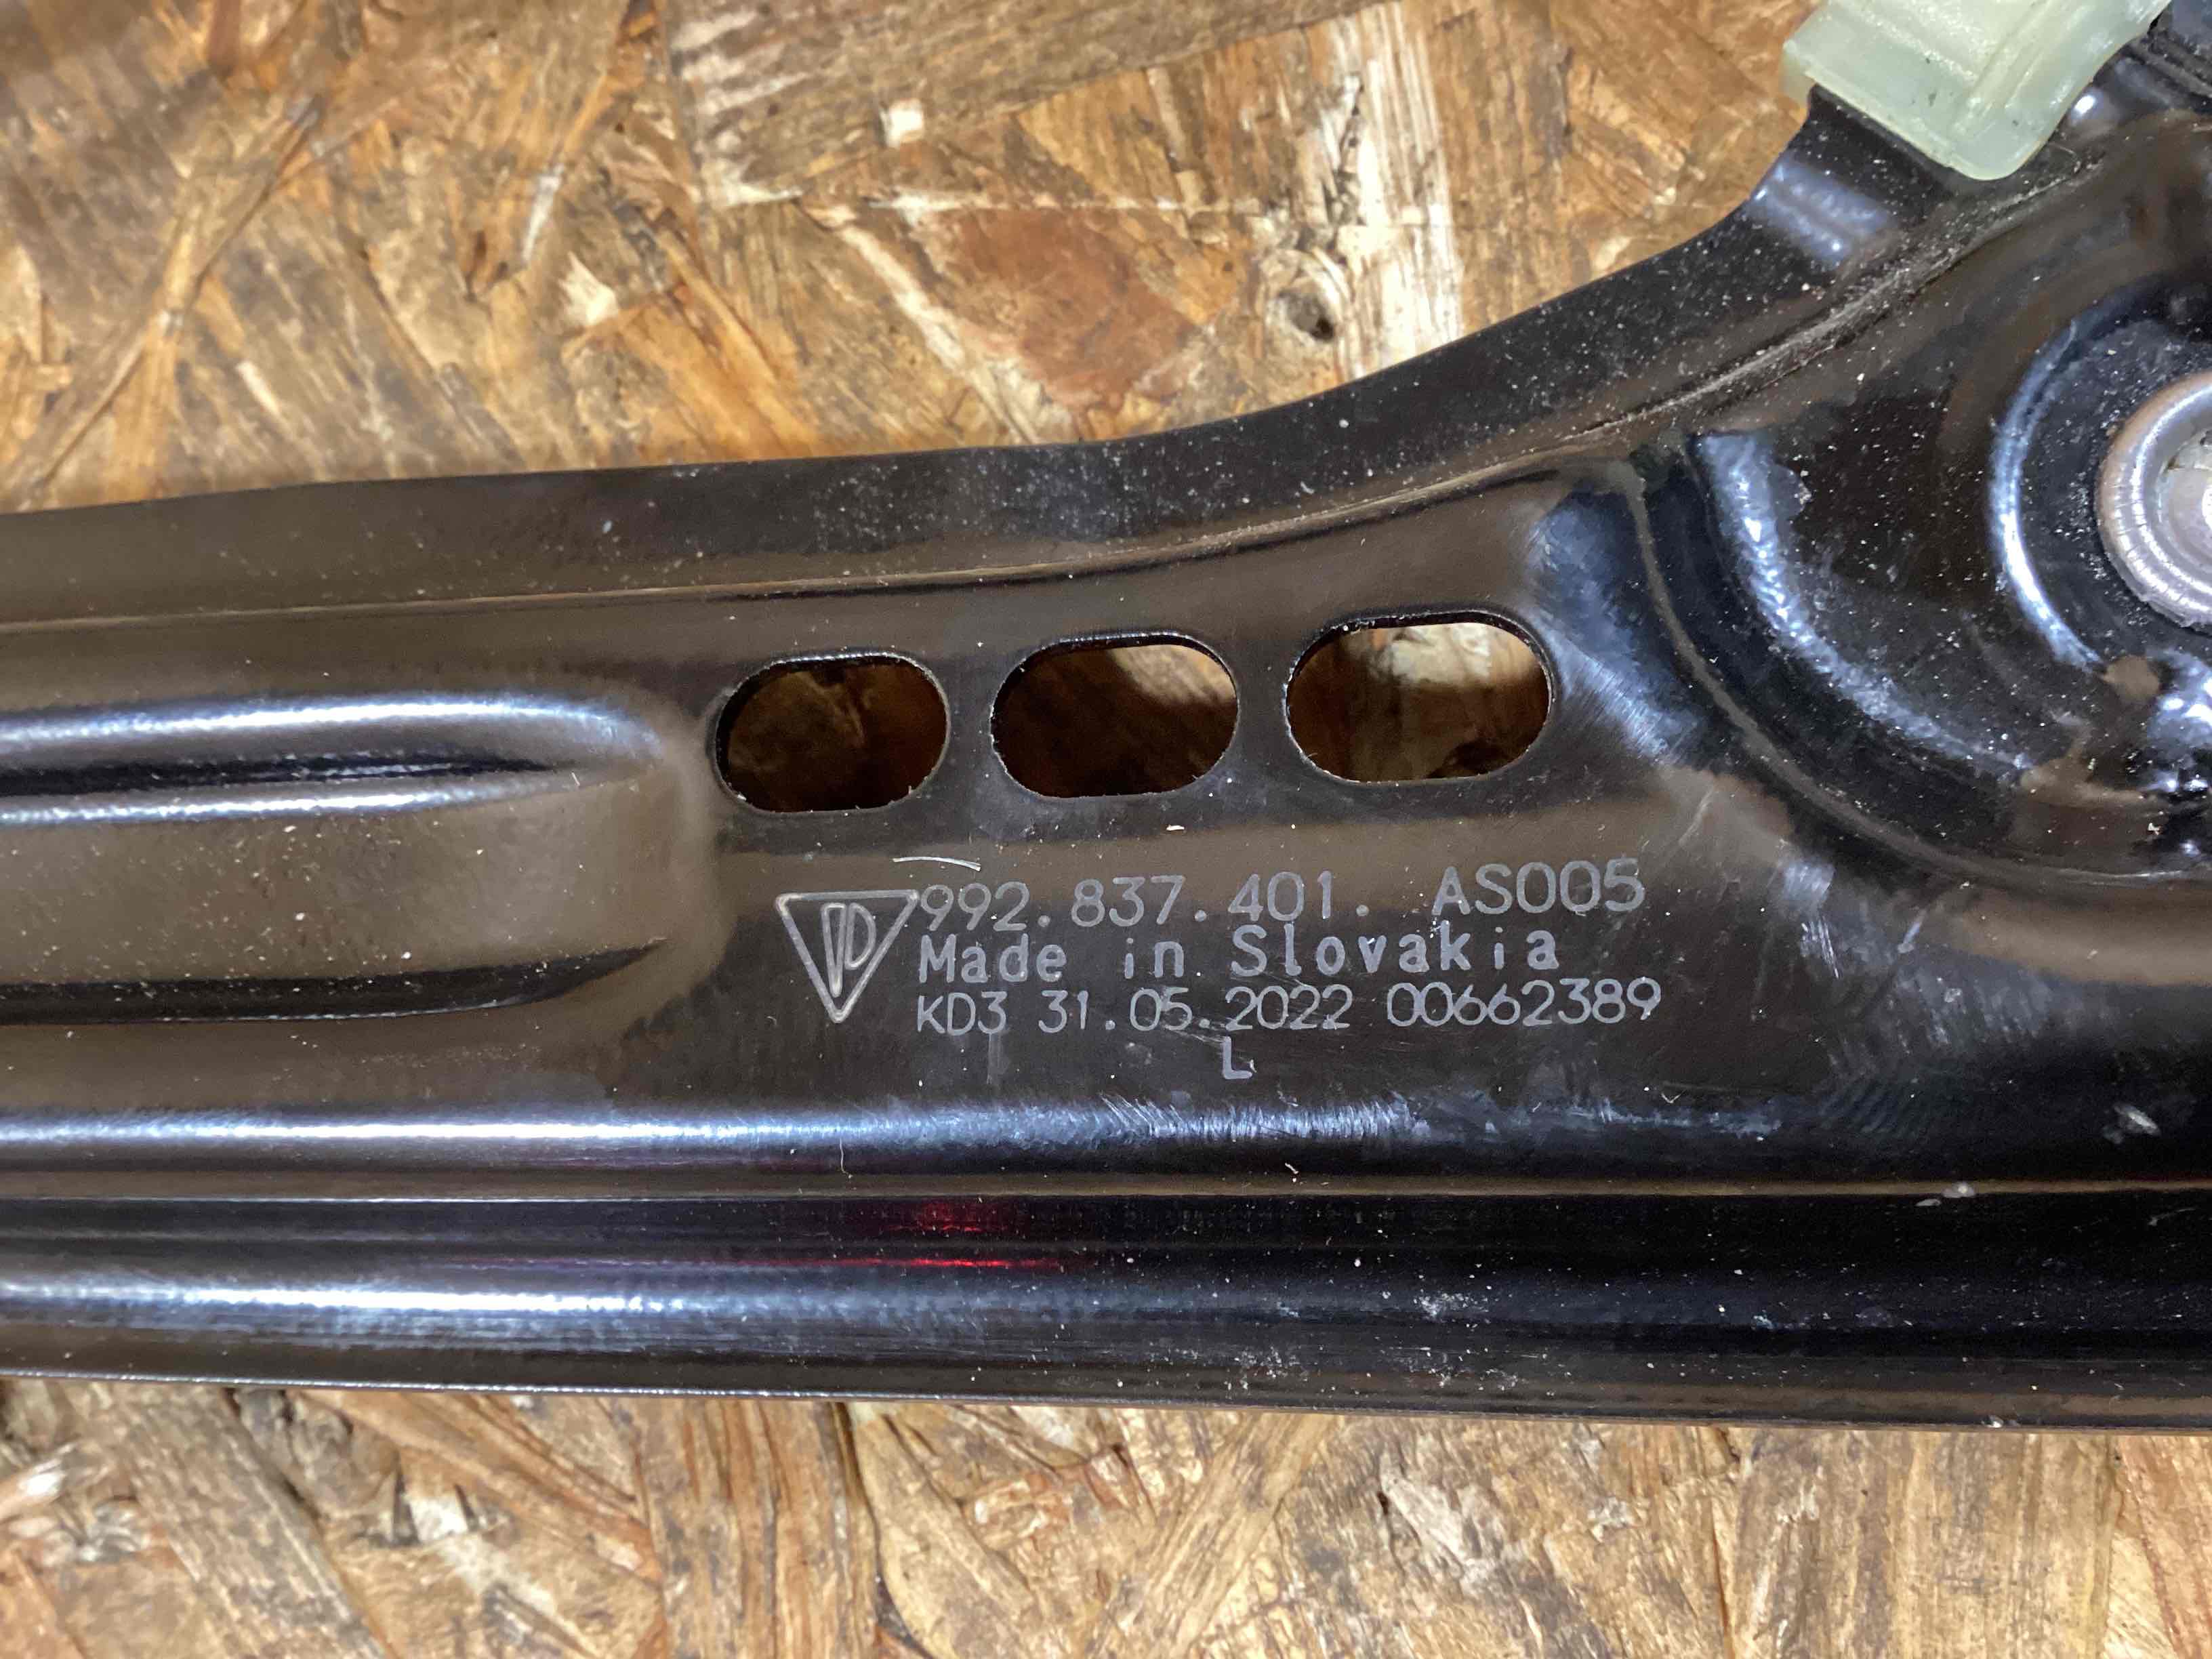 992.837.401. AS005
Made in Slovakia
KD3 31.05.2022 00662389
L